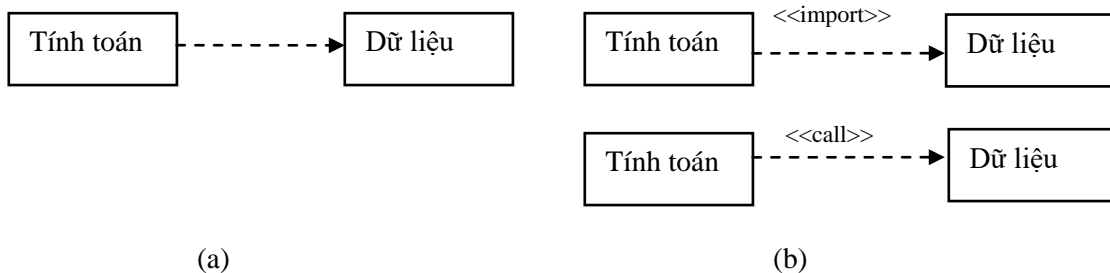 Tính toán
Dữ liệu
<<import>>
Tính toán
Dữ liệu
<<call>>
Tính toán
Dữ liệu
(a)
(b)